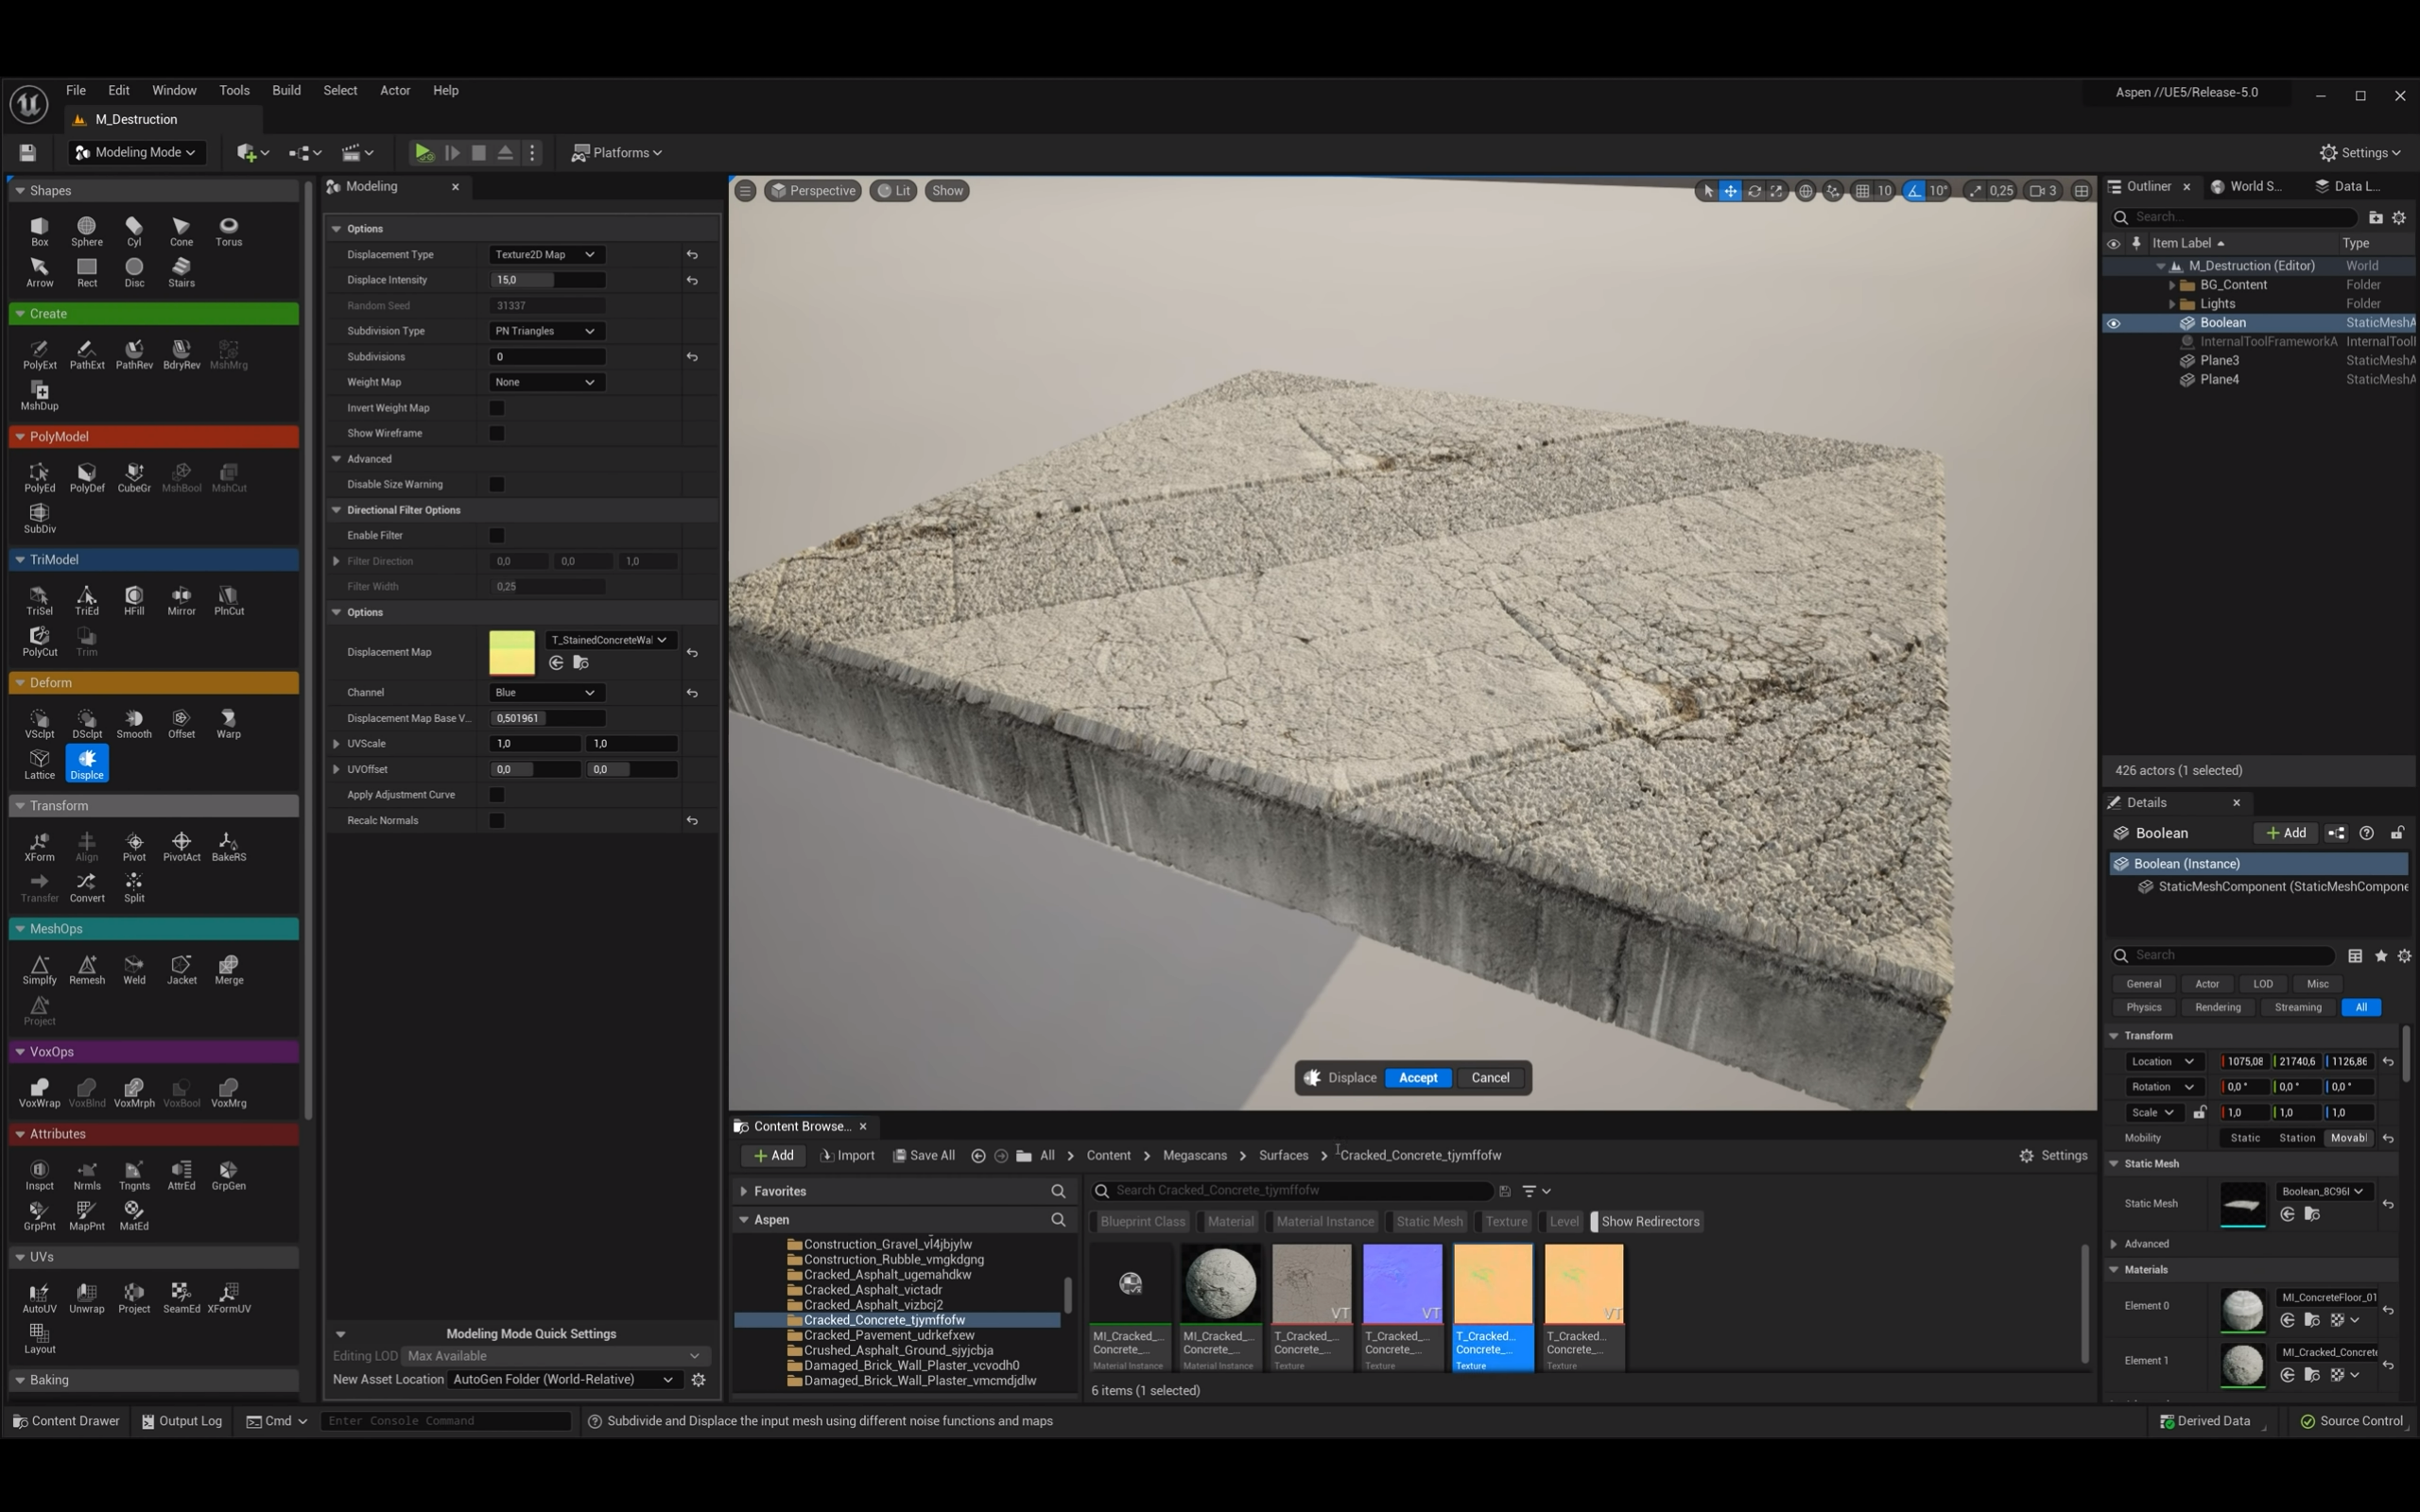 File Edit Window Tools Build Select Actor Help
Aspen //UE5/Release-5.0
M_Destruction
Modeling Mode
Platforms
Settings
Shapes
Box Sphere Cyl Cone Torus
Arrow Rect Disc Stairs
Create
PolyExt PathExt PathRev BdryRev MshMrg
MshDup
PolyModel
PolyEd PolyDef CubeGr MshBool MshCut
SubDiv
TriModel
TriSel TriEd HFill Mirror PlnCut
PolyCut Trim
Deform
VSclpt DSclpt Smooth Offset Warp
Lattice Displce
Transform
XForm Align Pivot PivotAct BakeRS
Transfer Convert Split
MeshOps
Simplfy Remesh Weld Jacket Merge
Project
VoxOps
VoxWrap VoxBlnd VoxMrph VoxBool VoxMrg
Attributes
Inspct Nrmls Tngnts AttrEd GrpGen
GrpPnt MapPnt MatEd
UVs
AutoUV Unwrap Project SeamEd XFormUV
Layout
Baking
Modeling
Options
Displacement Type Texture2D Map
Displace Intensity 15,0
Random Seed 31337
Subdivision Type PN Triangles
Subdivisions 0
Weight Map None
Invert Weight Map
Show Wireframe
Advanced
Disable Size Warning
Directional Filter Options
Enable Filter
Filter Direction 0,0 0,0 1,0
Filter Width 0,25
Options
Displacement Map T_StainedConcreteWal
Channel Blue
Displacement Map Base V... 0,501961
UVScale 1,0 1,0
UVOffset 0,0 0,0
Apply Adjustment Curve
Recalc Normals
Modeling Mode Quick Settings
Editing LOD Max Available
New Asset Location AutoGen Folder (World-Relative)
Perspective Lit Show
10 10° 0,25 3
Displace Accept Cancel
Content Browse...
Add Import Save All All Content Megascans Surfaces Cracked_Concrete_tjymffofw
Settings
Favorites
Search Cracked_Concrete_tjymffofw
Aspen
Blueprint Class Material Material Instance Static Mesh Texture Level Show Redirectors
Construction_Gravel_vl4jbjylw
Construction_Rubble_vmgkdgng
Cracked_Asphalt_ugemahdkw
Cracked_Asphalt_victadr
Cracked_Asphalt_vizbcj2
Cracked_Concrete_tjymffofw
Cracked_Pavement_udrkefxew
Crushed_Asphalt_Ground_sjyjcbja
Damaged_Brick_Wall_Plaster_vcvodh0
Damaged_Brick_Wall_Plaster_vmcmdjdlw
VT VT VT
MI_Cracked_... MI_Cracked_... T_Cracked_... T_Cracked_... T_Cracked... T_Cracked...
Concrete_... Concrete_... Concrete_... Concrete_... Concrete_... Concrete_...
Material Instance Material Instance Texture Texture Texture Texture
6 items (1 selected)
Outliner World S... Data L...
Search...
Item Label Type
M_Destruction (Editor) World
BG_Content Folder
Lights Folder
Boolean StaticMeshA
InternalToolFrameworkA InternalTool
Plane3 StaticMeshA
Plane4 StaticMeshA
426 actors (1 selected)
Details
Boolean Add
Boolean (Instance)
StaticMeshComponent (StaticMeshCompone
Search
General Actor LOD Misc
Physics Rendering Streaming All
Transform
Location 1075,08 21740,6 1126,86
Rotation 0,0 ° 0,0 ° 0,0 °
Scale 1,0 1,0 1,0
Mobility Static Station Movabl
Static Mesh
Static Mesh Boolean_8C96I
Advanced
Materials
Element 0 MI_ConcreteFloor_01
Element 1 MI_Cracked_Concrete
Content Drawer Output Log Cmd Enter Console Command
Subdivide and Displace the input mesh using different noise functions and maps
Derived Data Source Control